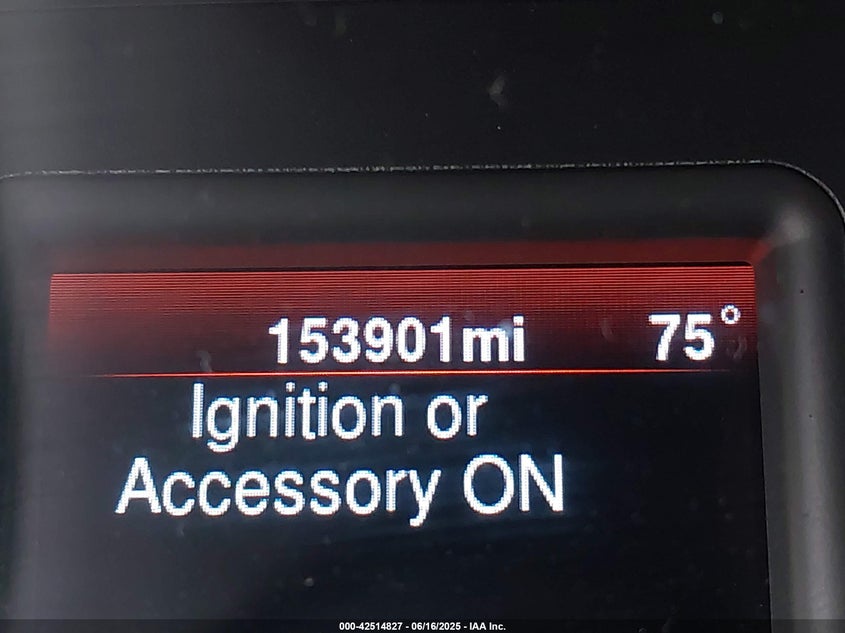 153901mi 75°
Ignition or
Accessory ON
000-42514827 - 06/16/2025 - IAA Inc.